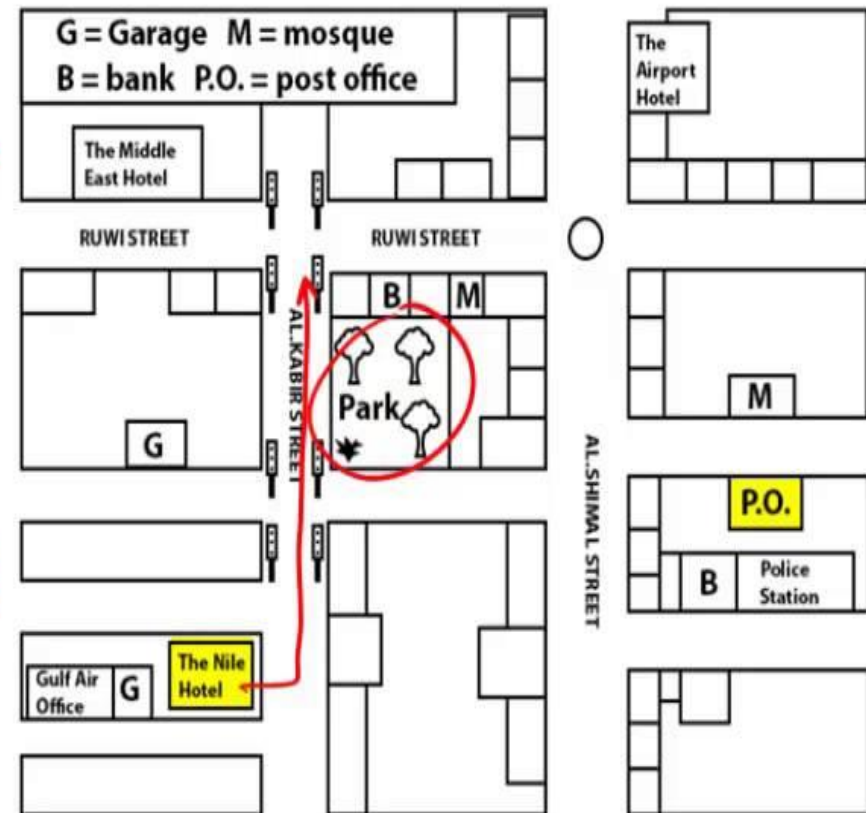 G = Garage M = mosque
B = bank P.O. = post office
The
Airport
Hotel
The Middle
East Hotel
RUWI STREET
RUWI STREET
B
M
AL.KABIR STREET
Park
M
G
AL.SHIMAL STREET
P.O.
B
Police
Station
The Nile
Hotel
Gulf Air
Office
G